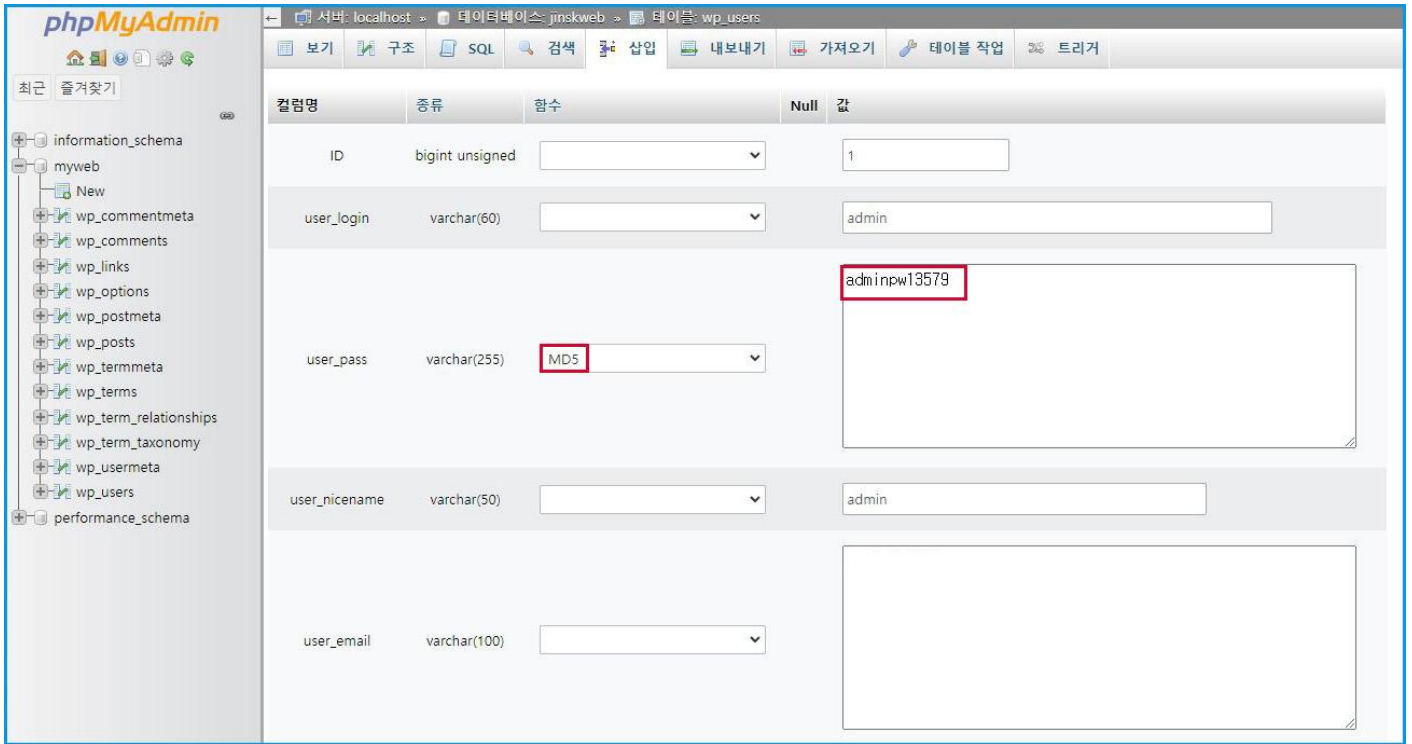 phpMyAdmin
최근 즐겨찾기
information_schema
myweb
New
wp_commentmeta
wp_comments
wp_links
wp_options
wp_postmeta
wp_posts
wp_termmeta
wp_terms
wp_term_relationships
wp_term_taxonomy
wp_usermeta
wp_users
performance_schema
← 서버: localhost » 데이터베이스: jinskweb » 테이블: wp_users
보기 구조 SQL 검색 삽입 내보내기 가져오기 테이블 작업 트리거
컬럼명 종류 함수 Null 값
ID bigint unsigned 1
user_login varchar(60) admin
user_pass varchar(255) MD5 adminpw13579
user_nicename varchar(50) admin
user_email varchar(100)